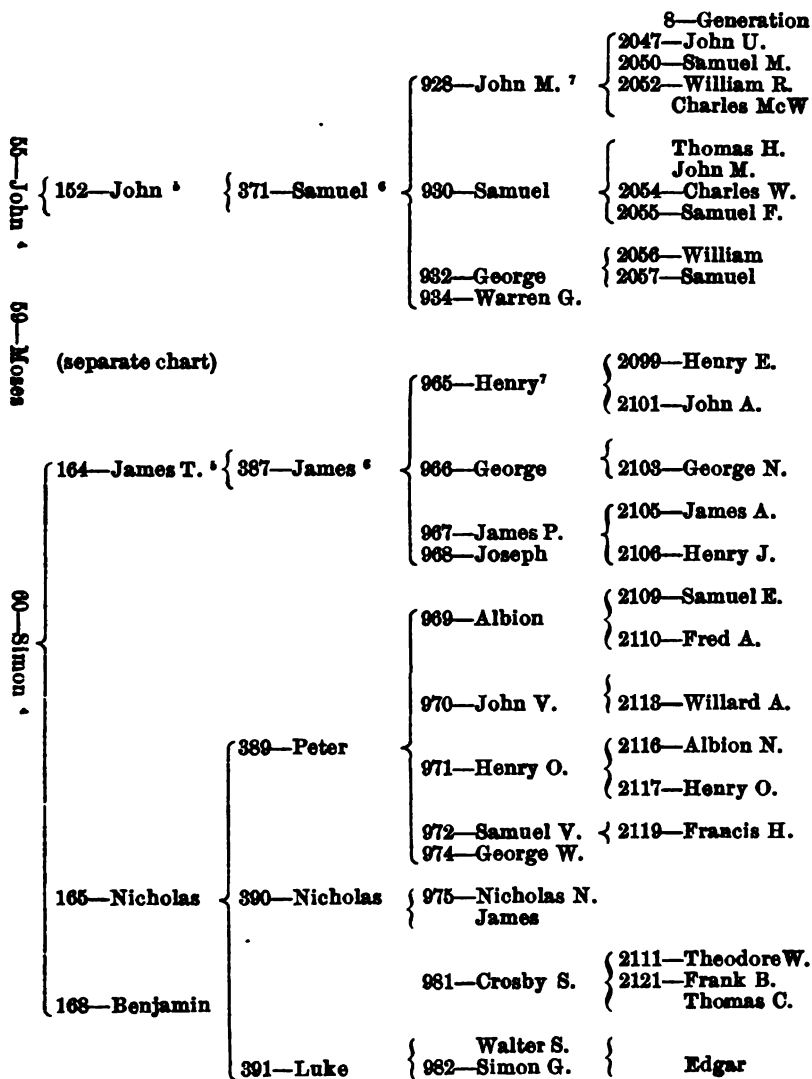 8—Generation
2047—John U.
2050—Samuel M.
928—John M. ⁷ 2052—William R.
Charles McW
Thomas H.
John M.
55—John ⁴ 152—John ⁵ 371—Samuel ⁶ 930—Samuel 2054—Charles W.
2055—Samuel F.
2056—William
932—George 2057—Samuel
934—Warren G.
59—Moses (separate chart)
2099—Henry E.
965—Henry⁷
2101—John A.
164—James T. ⁵ 387—James ⁶ 966—George 2103—George N.
2105—James A.
967—James P.
968—Joseph 2106—Henry J.
60—Simon ⁴
2109—Samuel E.
969—Albion
2110—Fred A.
970—John V. 2113—Willard A.
389—Peter 2116—Albion N.
971—Henry O.
2117—Henry O.
972—Samuel V. 2119—Francis H.
974—George W.
165—Nicholas 390—Nicholas 975—Nicholas N.
James
2111—Theodore W.
981—Crosby S. 2121—Frank B.
Thomas C.
168—Benjamin
Walter S.
391—Luke 982—Simon G. Edgar